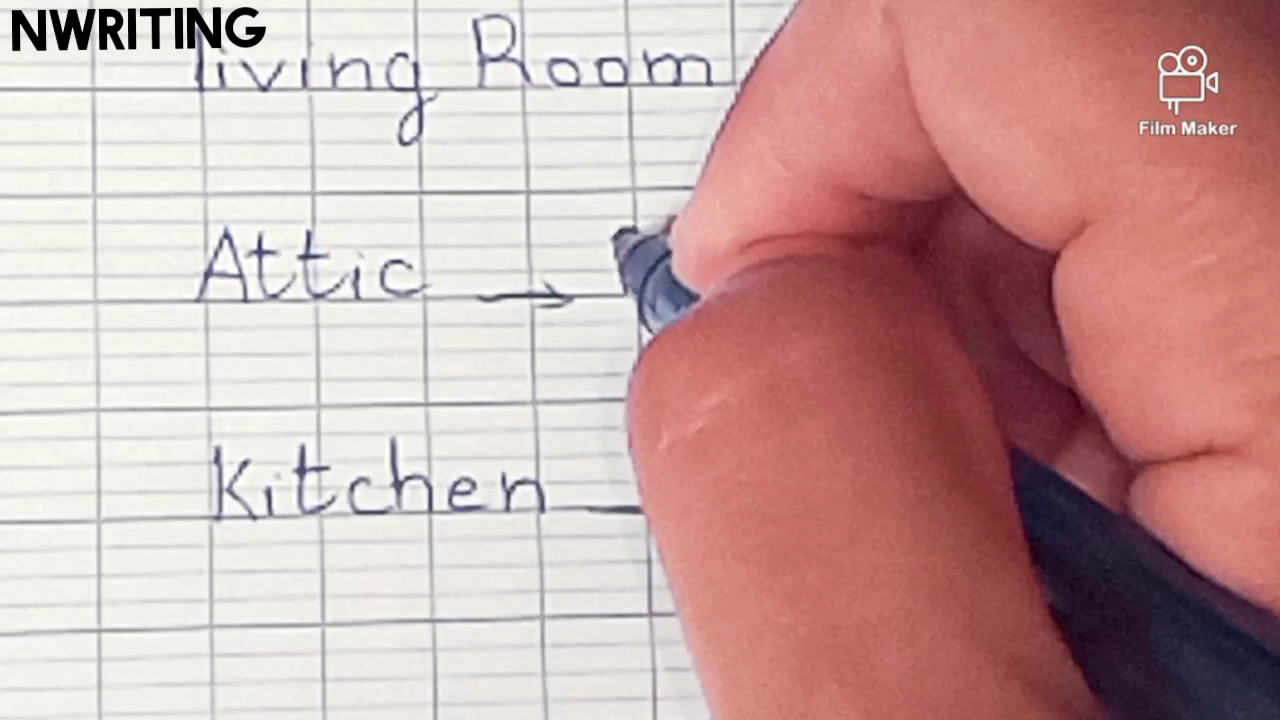 NWRITING
living Room
Film Maker
Attic →
Kitchen